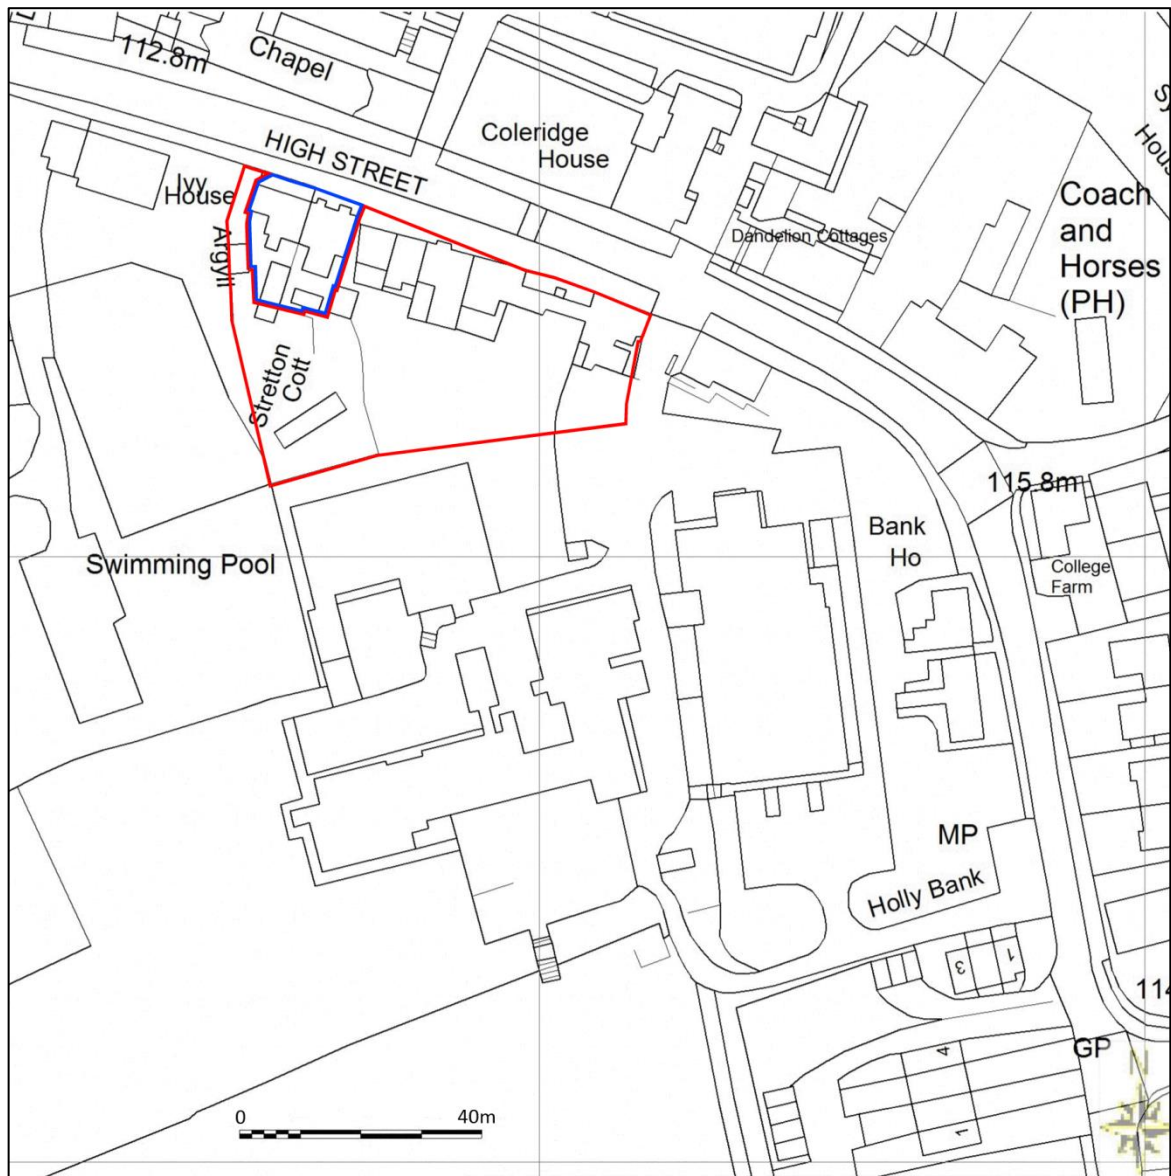 112.8m
Chapel
HIGH STREET
Coleridge
House
Ivy
House
Argyll
Dandelion Cottages
Coach
and
Horses
(PH)
Stretton
Cott
115.8m
Swimming Pool
Bank
Ho
College
Farm
MP
Holly Bank
3
1
GP
4
1
N
0
40m